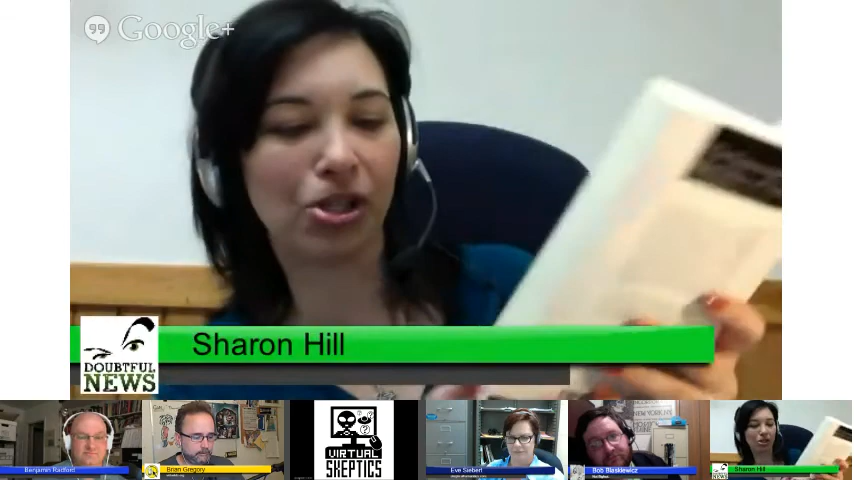 Google+
Sharon Hill
DOUBTFUL
NEWS
VIRTUAL
SKEPTICS
Benjamin Radford
Brian Gregory
Eve Siebert
Bob Blaskiewicz
Sharon Hill